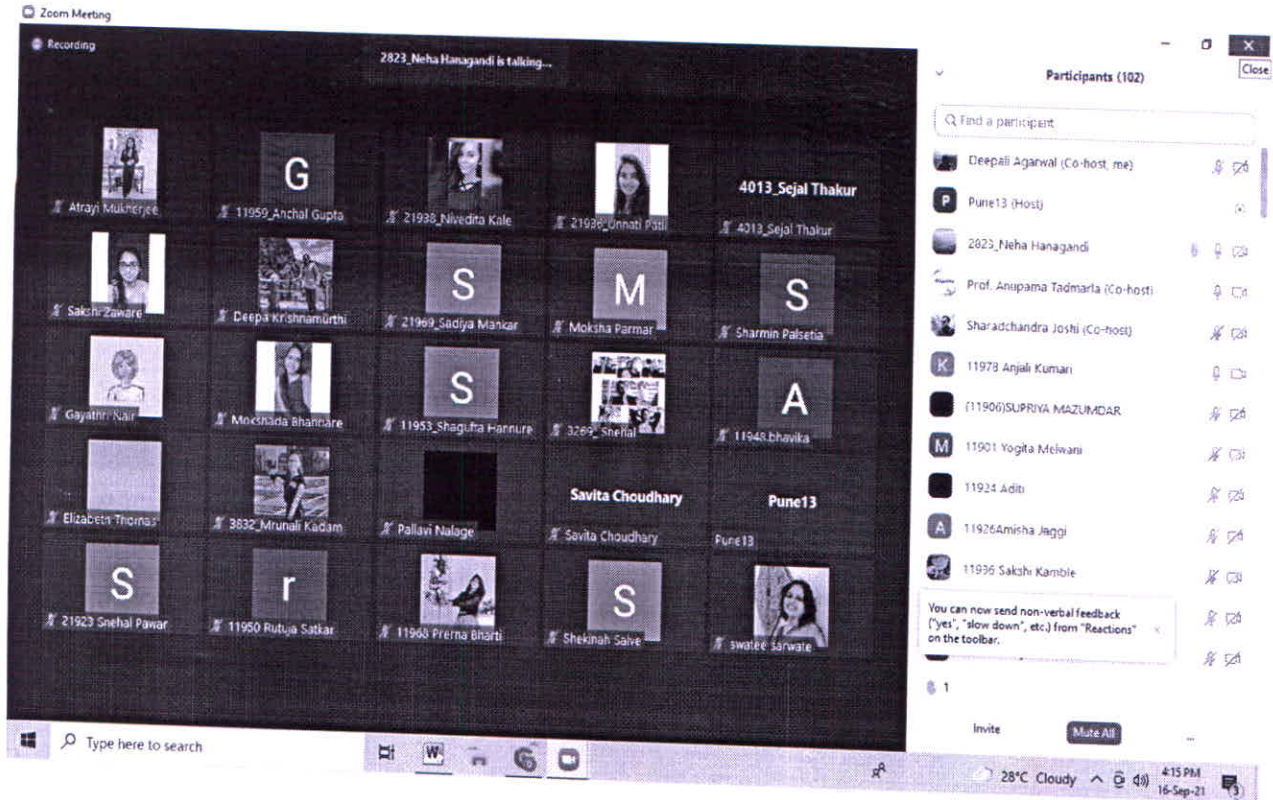 Zoom Meeting
Recording
2823_Neha Hanagandi is talking...
Close
Participants (102)
Find a participant
Atrayi Mukherjee
G
11959_Anchal Gupta
21938_Nivedita Kale
21936_Unnati Patil
4013_Sejal Thakur
4013_Sejal Thakur
Sakshi Zaware
Deepa Krishnamurthi
S
21969_Sadiya Mankar
M
Moksha Parmar
S
Sharmin Palsetia
Gayathri Nair
Mokshada Bhannare
S
11953_Shagufta Hannure
3269_Snehal
A
11948.bhavika
Elizabeth Thomas
3832_Mrunali Kadam
Pallavi Nalage
Savita Choudhary
Savita Choudhary
Pune13
Pune13
S
21923 Snehal Pawar
r
11950 Rutuja Satkar
11968 Prerna Bharti
S
Shekinah Salve
swatee sarwate
Deepali Agarwal (Co-host, me)
P
Pune13 (Host)
2823_Neha Hanagandi
Prof. Anupama Tadmarla (Co-host)
Sharadchandra Joshi (Co-host)
K
11978 Anjali Kumari
(11906)SUPRIYA MAZUMDAR
M
11901 Yogita Melwani
11924 Aditi
A
11926Amisha Jaggi
11936 Sakshi Kamble
You can now send non-verbal feedback
("yes", "slow down", etc.) from "Reactions"
on the toolbar.
1
Invite
Mute All
...
Type here to search
W
28°C Cloudy
4:15 PM
16-Sep-21
3